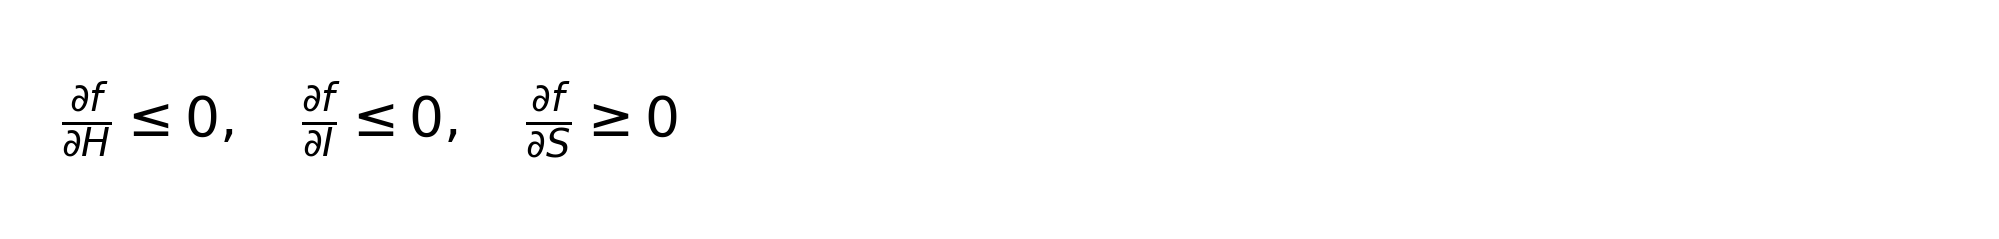 ∂f/∂H ≤ 0, ∂f/∂I ≤ 0, ∂f/∂S ≥ 0